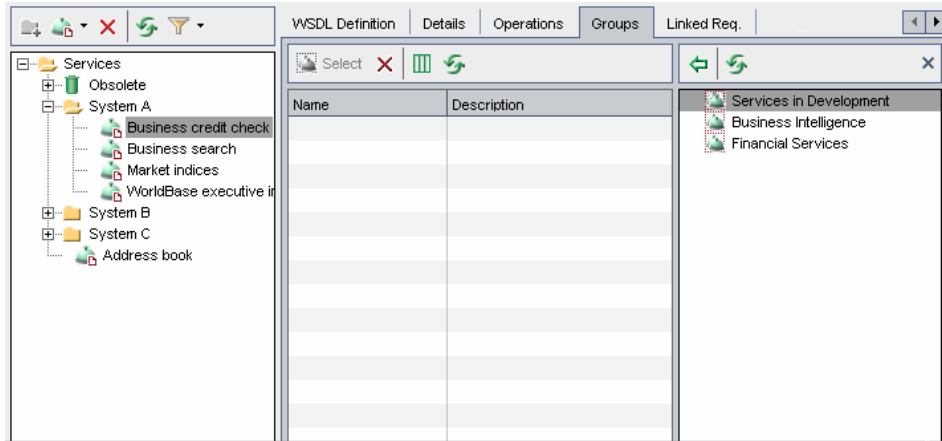 WSDL Definition
Details
Operations
Groups
Linked Req.
Services
Obsolete
System A
Business credit check
Business search
Market indices
WorldBase executive ir
System B
System C
Address book
Select
Name
Description
Services in Development
Business Intelligence
Financial Services